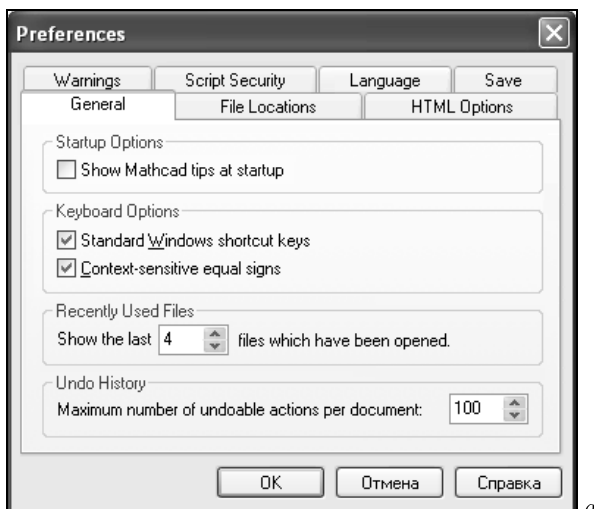 Preferences
Warnings Script Security Language Save
General File Locations HTML Options
Startup Options
Show Mathcad tips at startup
Keyboard Options
Standard Windows shortcut keys
Context-sensitive equal signs
Recently Used Files
Show the last 4 files which have been opened.
Undo History
Maximum number of undoable actions per document: 100
OK Отмена Справка